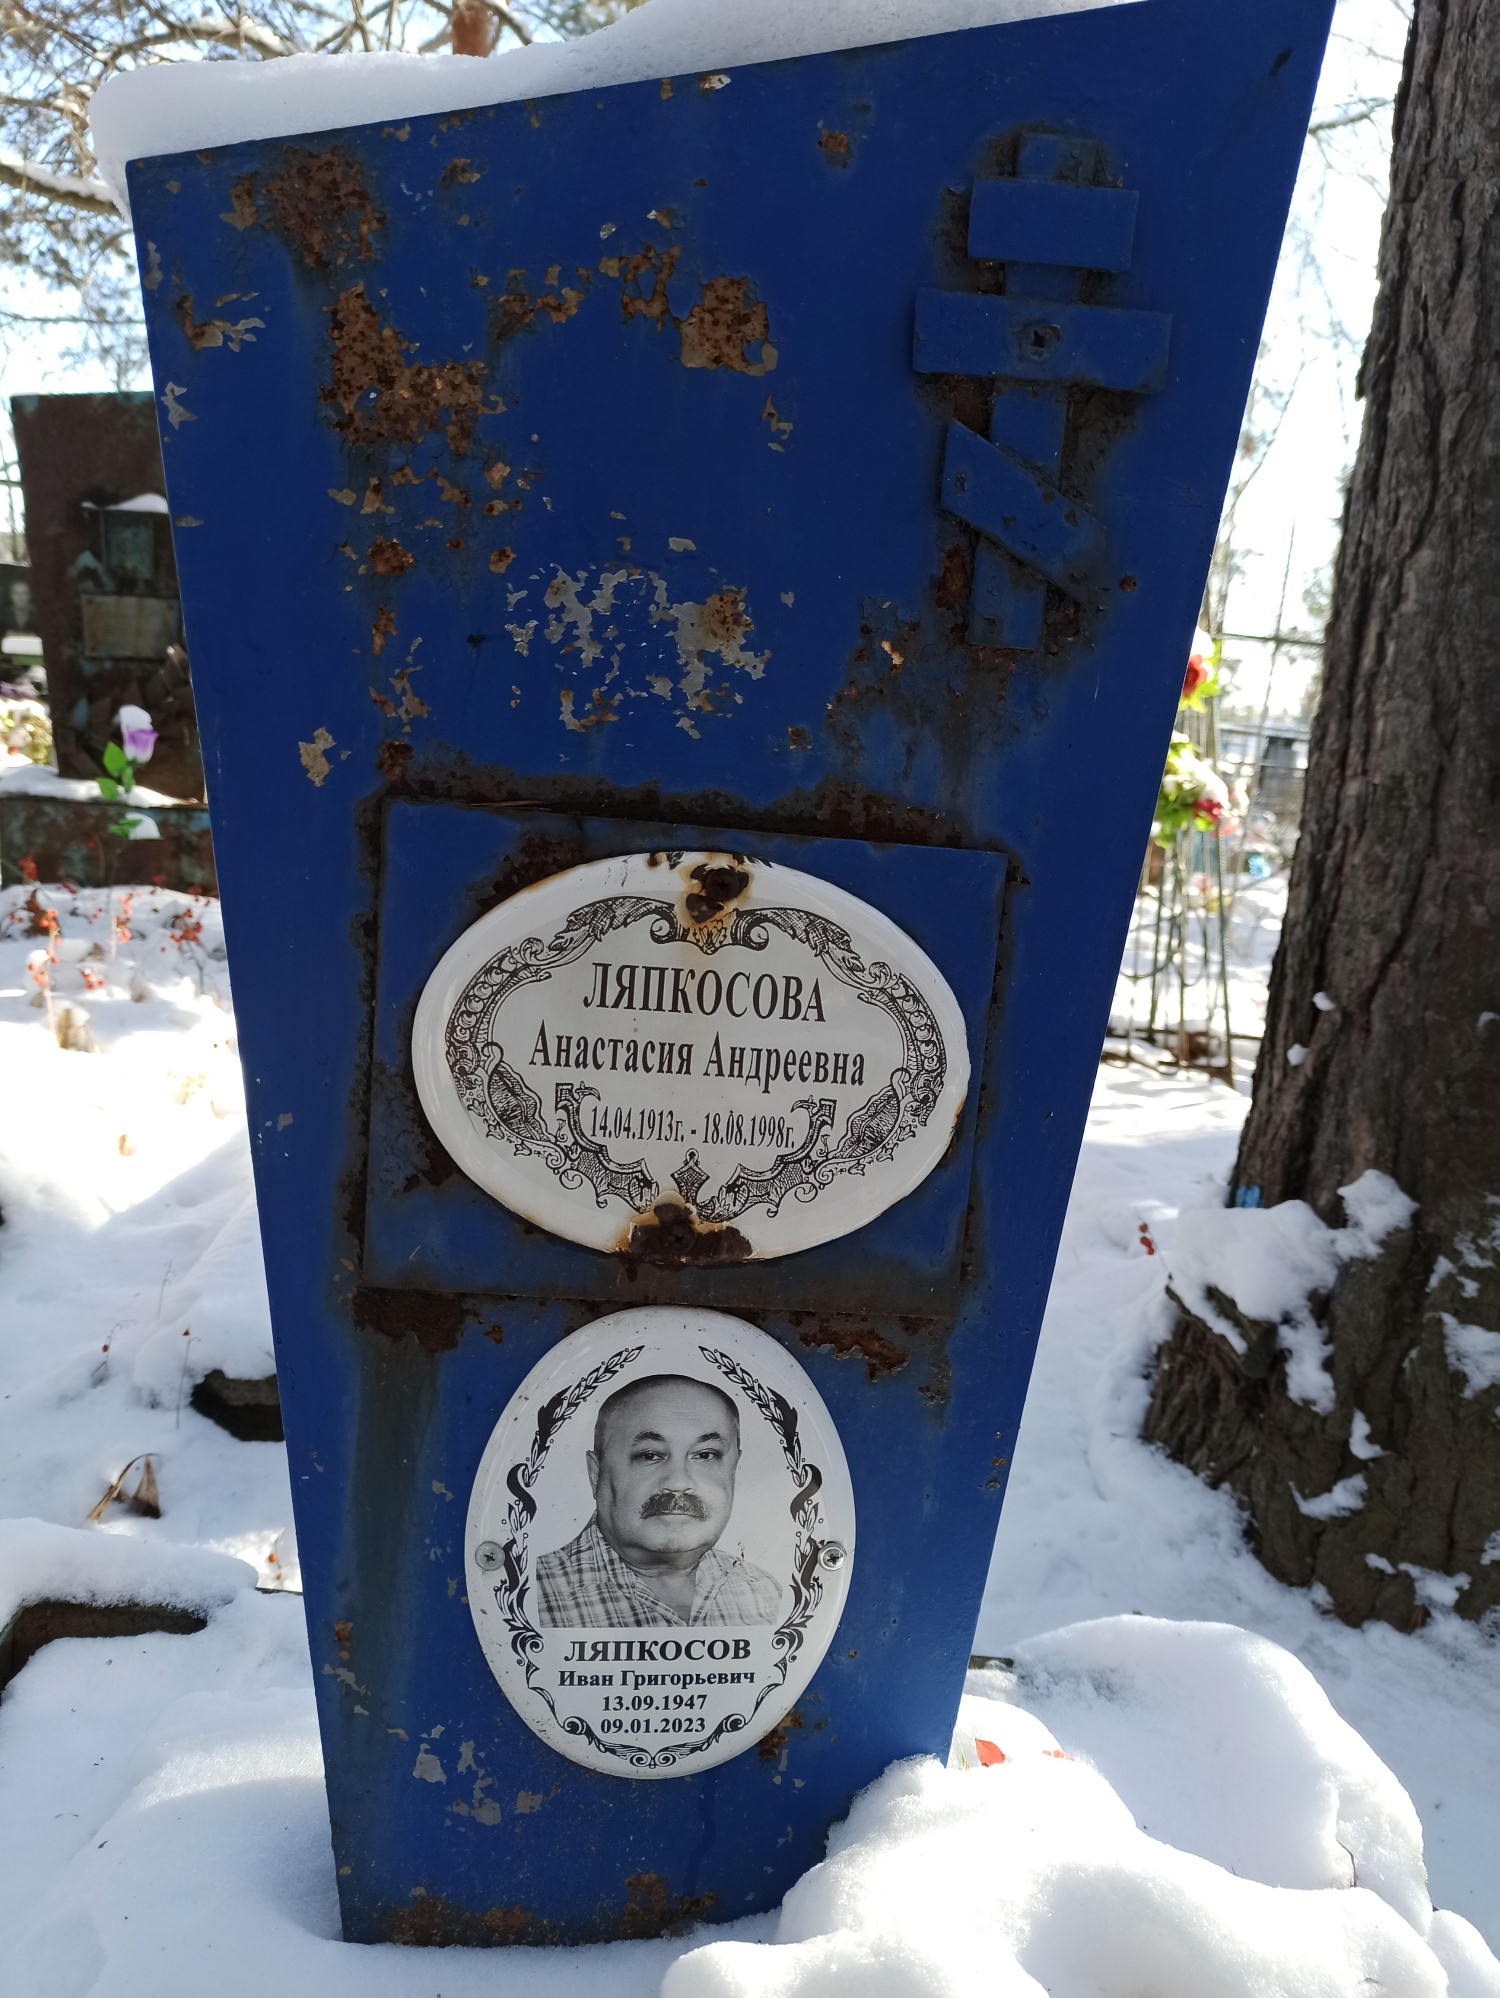 ЛЯПКОСОВА
Анастасия Андреевна
14.04.1913г. - 18.08.1998г.
ЛЯПКОСОВ
Иван Григорьевич
13.09.1947
09.01.2023